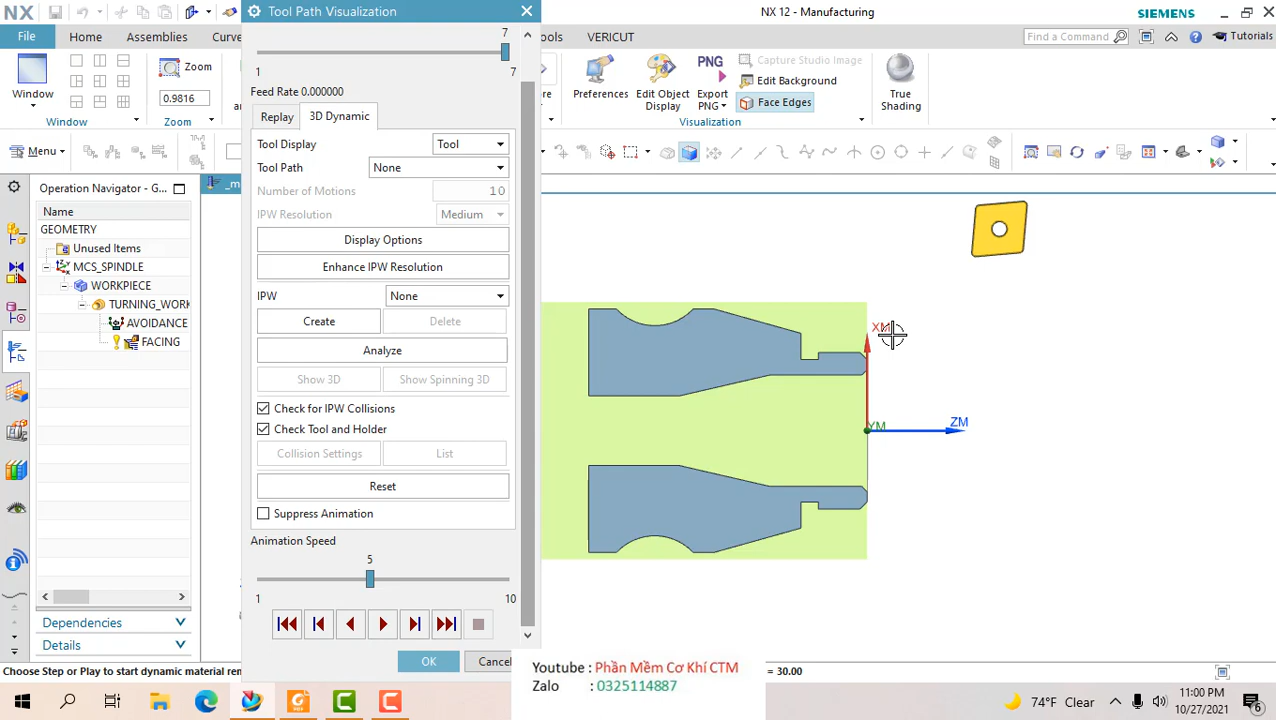 NX
Tool Path Visualization
NX 12 - Manufacturing
SIEMENS
File
Home
Assemblies
Curve
ools
VERICUT
Find a Command
Tutorials
Window
Window
Zoom
0.9816
Zoom
Preferences
Edit Object
Display
PNG
Export
PNG
Capture Studio Image
Edit Background
Face Edges
Visualization
True
Shading
Menu
7
1
7
Feed Rate 0.000000
Replay
3D Dynamic
Tool Display
Tool
Tool Path
None
Number of Motions
10
IPW Resolution
Medium
Display Options
Enhance IPW Resolution
IPW
None
Create
Delete
Analyze
Show 3D
Show Spinning 3D
Check for IPW Collisions
Check Tool and Holder
Collision Settings
List
Reset
Suppress Animation
Animation Speed
5
1
10
OK
Cancel
Operation Navigator - G...
Name
GEOMETRY
Unused Items
MCS_SPINDLE
WORKPIECE
TURNING_WORK
AVOIDANCE
FACING
Dependencies
Details
_m
XM
YM
ZM
Choose Step or Play to start dynamic material rem
= 30.00
Youtube : Phần Mềm Cơ Khí CTM
Zalo : 0325114887
74°F Clear
11:00 PM
10/27/2021
6